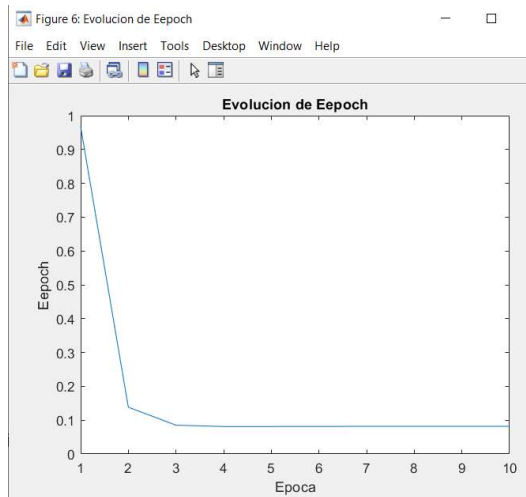 Figure 6: Evolucion de Eepoch
File Edit View Insert Tools Desktop Window Help
Evolucion de Eepoch
1
0.9
0.8
0.7
0.6
0.5
0.4
0.3
0.2
0.1
0
Eepoch
1 2 3 4 5 6 7 8 9 10
Epoca